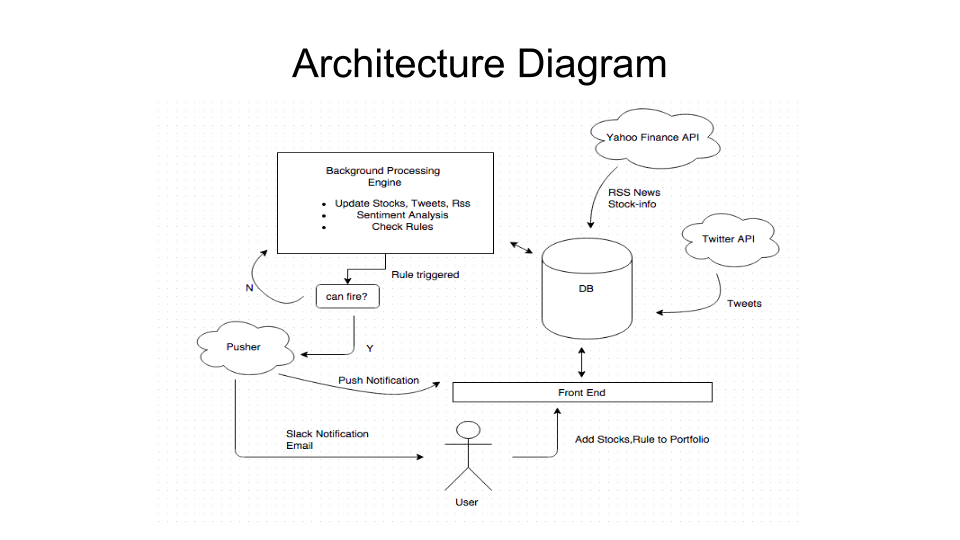 Architecture Diagram
Yahoo Finance API
Background Processing
Engine
• Update Stocks, Tweets, Rss
• Sentiment Analysis
• Check Rules
RSS News
Stock-info
Twitter API
Rule triggered
DB
N
can fire?
Tweets
Pusher
Y
Push Notification
Front End
Slack Notification
Email
Add Stocks,Rule to Portfolio
User